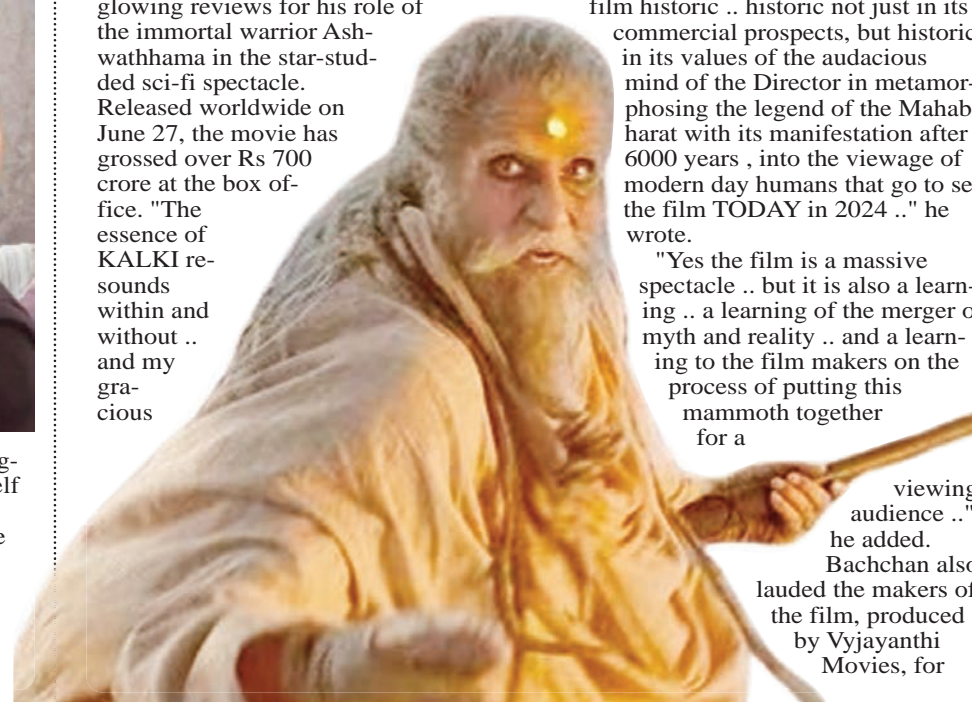 glowing reviews for his role of
the immortal warrior Ash-
wathhama in the star-stud-
ded sci-fi spectacle.
Released worldwide on
June 27, the movie has
grossed over Rs 700
crore at the box of-
fice. "The
essence of
KALKI re-
sounds
within and
without ..
and my
gra-
cious
film historic .. historic not just in its
commercial prospects, but historic
in its values of the audacious
mind of the Director in metamor-
phosing the legend of the Mahab
harat with its manifestation after
6000 years , into the viewage of
modern day humans that go to se
the film TODAY in 2024 .." he
wrote.
"Yes the film is a massive
spectacle .. but it is also a learn-
ing .. a learning of the merger o
myth and reality .. and a learn-
ing to the film makers on the
process of putting this
mammoth together
for a
viewing
audience .."
he added.
Bachchan also
lauded the makers of
the film, produced
by Vyjayanthi
Movies, for